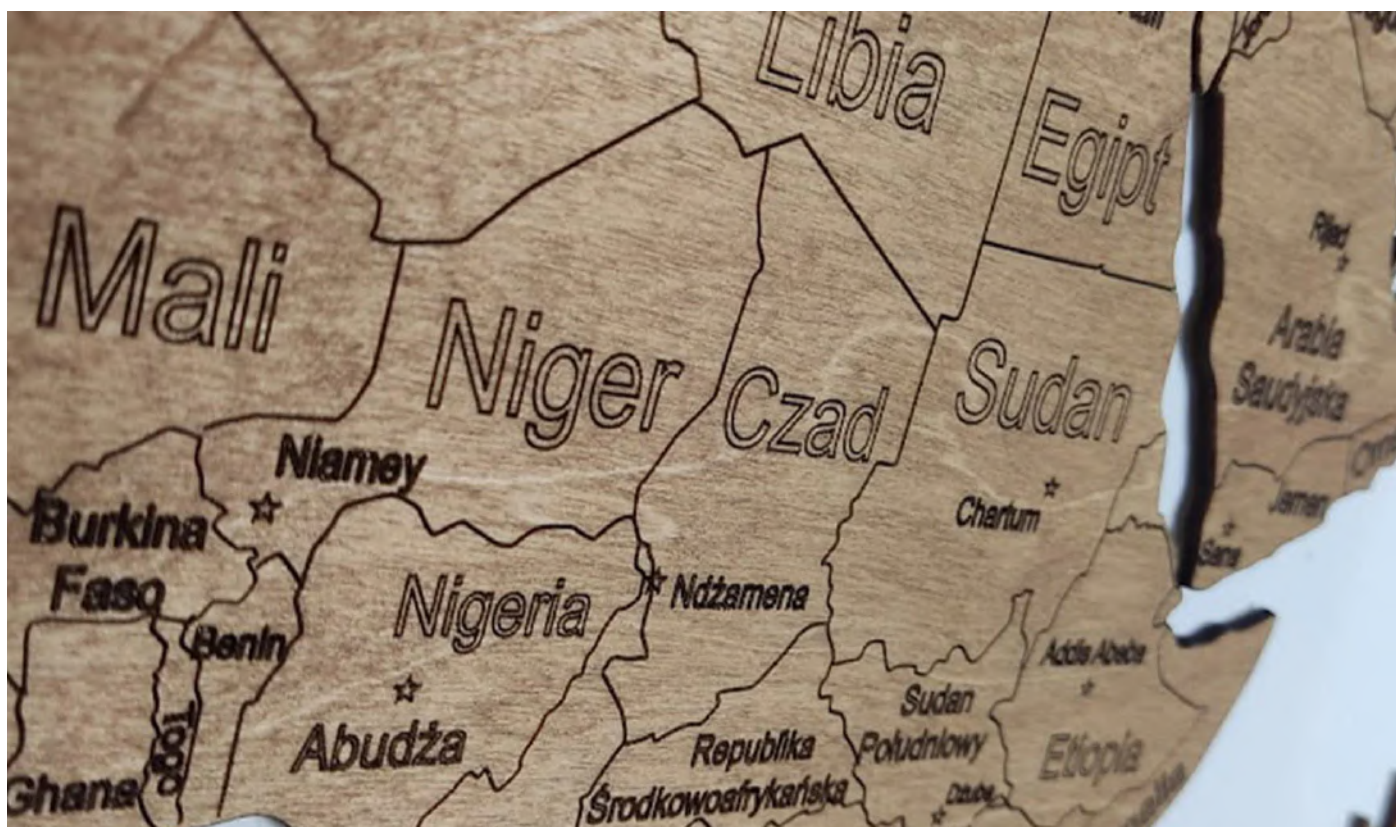 Libia
Egipt
Rijad
Mali
Niger
Czad
Sudan
Arabia
Saudyjska
Niamey
Chartum
Jemen
Burkina
Faso
Sana
Nigeria
Ndżamena
Benin
Addis Abeba
Togo
Abudża
Sudan
Południowy
Republika
Środkowoafrykańska
Etiopia
Ghana
Dżuba